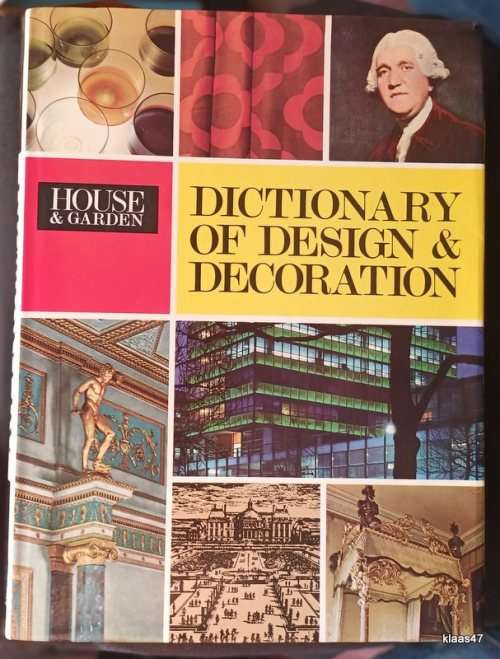 HOUSE
& GARDEN
DICTIONARY
OF DESIGN &
DECORATION
klaas47